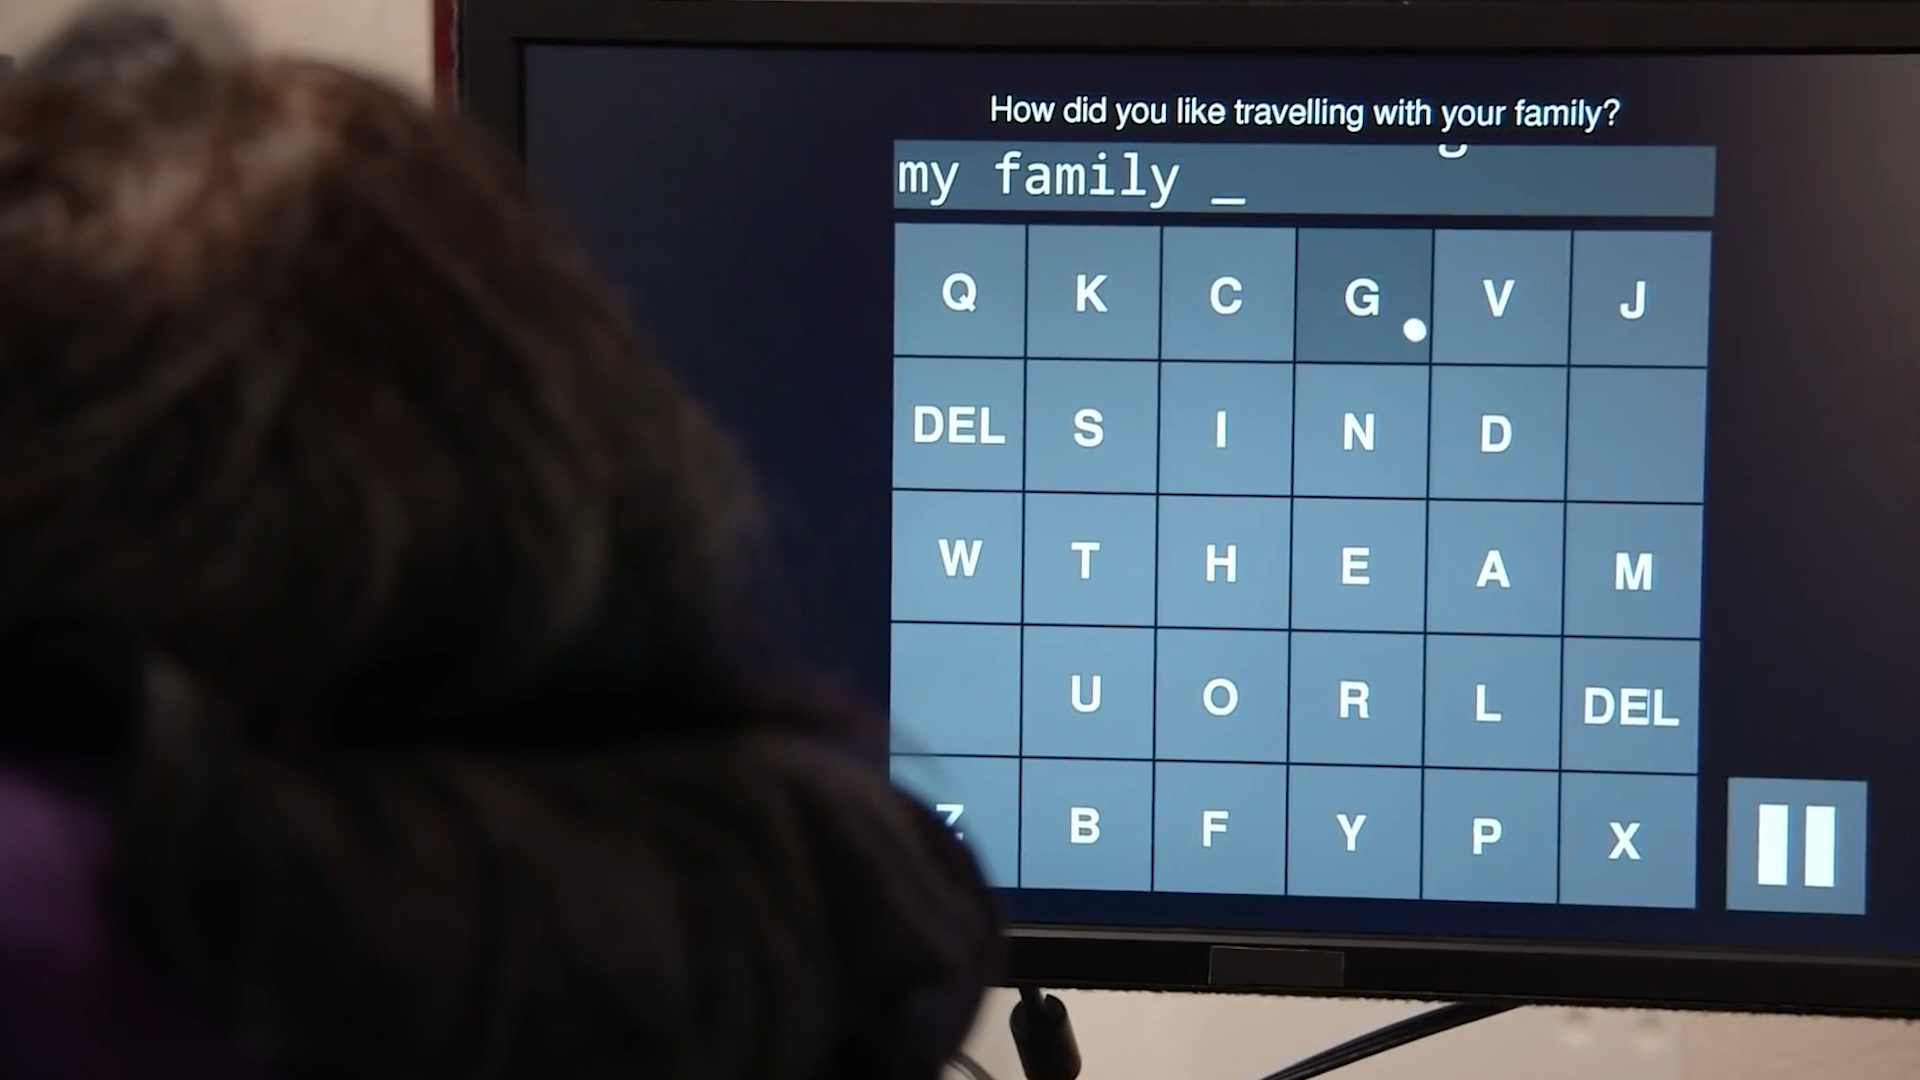 How did you like travelling with your family?
my family _
Q K C G V J
DEL S I N D
W T H E A M
U O R L DEL
Z B F Y P X